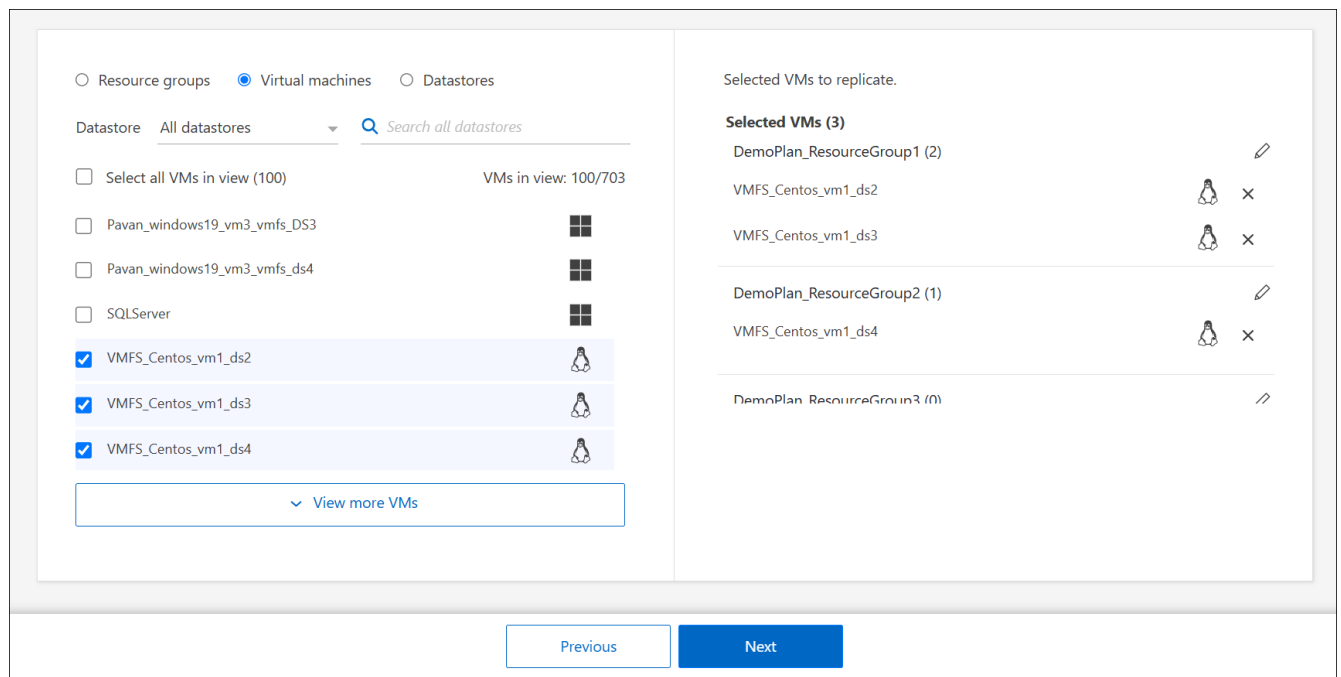 Resource groups Virtual machines Datastores
Datastore All datastores Search all datastores
Select all VMs in view (100) VMs in view: 100/703
Pavan_windows19_vm3_vmfs_DS3
Pavan_windows19_vm3_vmfs_ds4
SQLServer
VMFS_Centos_vm1_ds2
VMFS_Centos_vm1_ds3
VMFS_Centos_vm1_ds4
View more VMs
Selected VMs to replicate.
Selected VMs (3)
DemoPlan_ResourceGroup1 (2)
VMFS_Centos_vm1_ds2
VMFS_Centos_vm1_ds3
DemoPlan_ResourceGroup2 (1)
VMFS_Centos_vm1_ds4
DemoPlan_ResourceGroup3 (0)
Previous Next